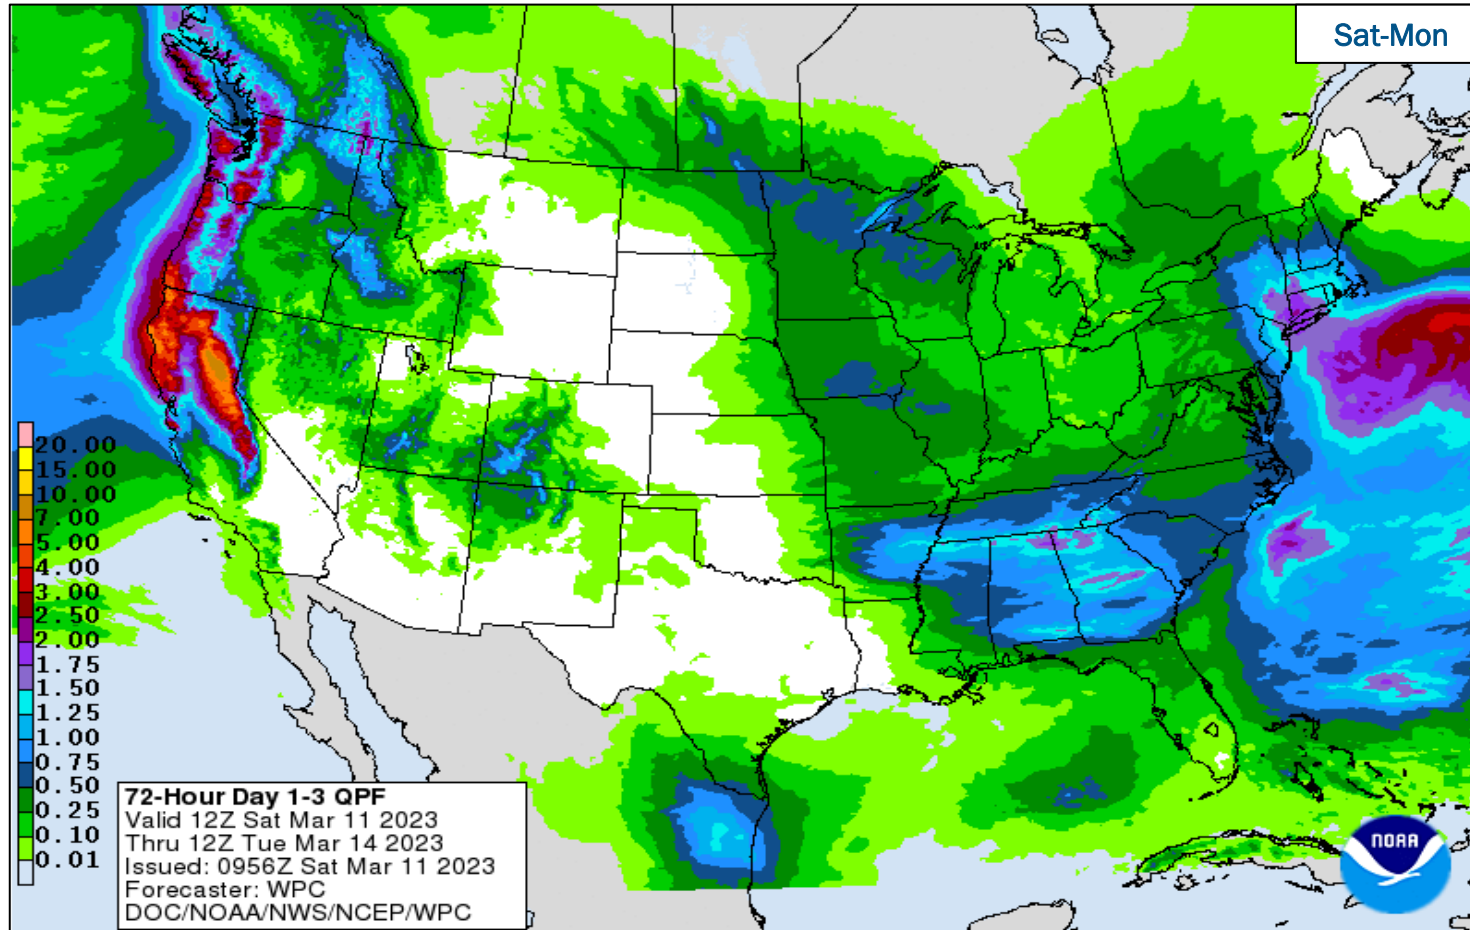 Sat-Mon
20.00
15.00
10.00
7.00
5.00
4.00
3.00
2.50
2.00
1.75
1.50
1.25
1.00
0.75
0.50
0.25
0.10
0.01
72-Hour Day 1-3 QPF
Valid 12Z Sat Mar 11 2023
Thru 12Z Tue Mar 14 2023
Issued: 0956Z Sat Mar 11 2023
Forecaster: WPC
DOC/NOAA/NWS/NCEP/WPC
NOAA